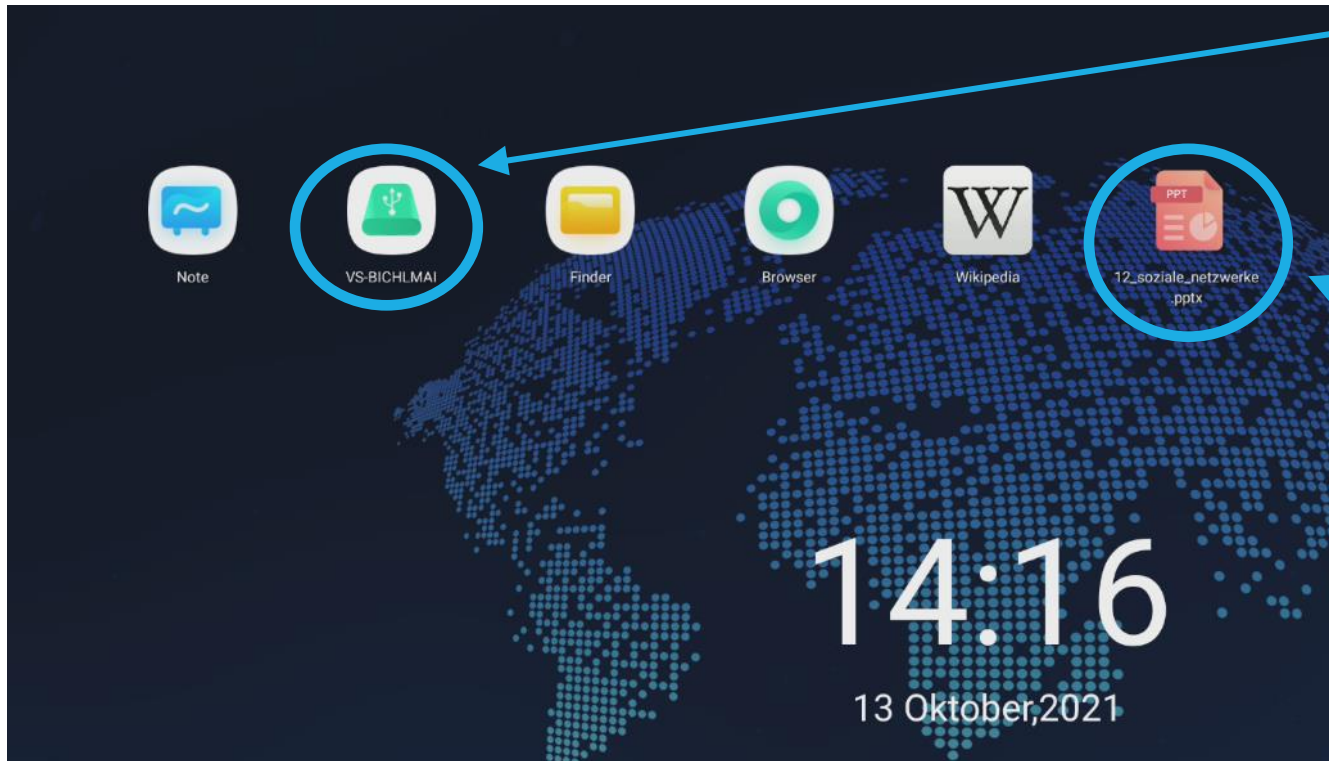 Note
VS-BICHLMAI
Finder
Browser
W
Wikipedia
PPT
12_soziale_netzwerke
.pptx
14:16
13 Oktober,2021